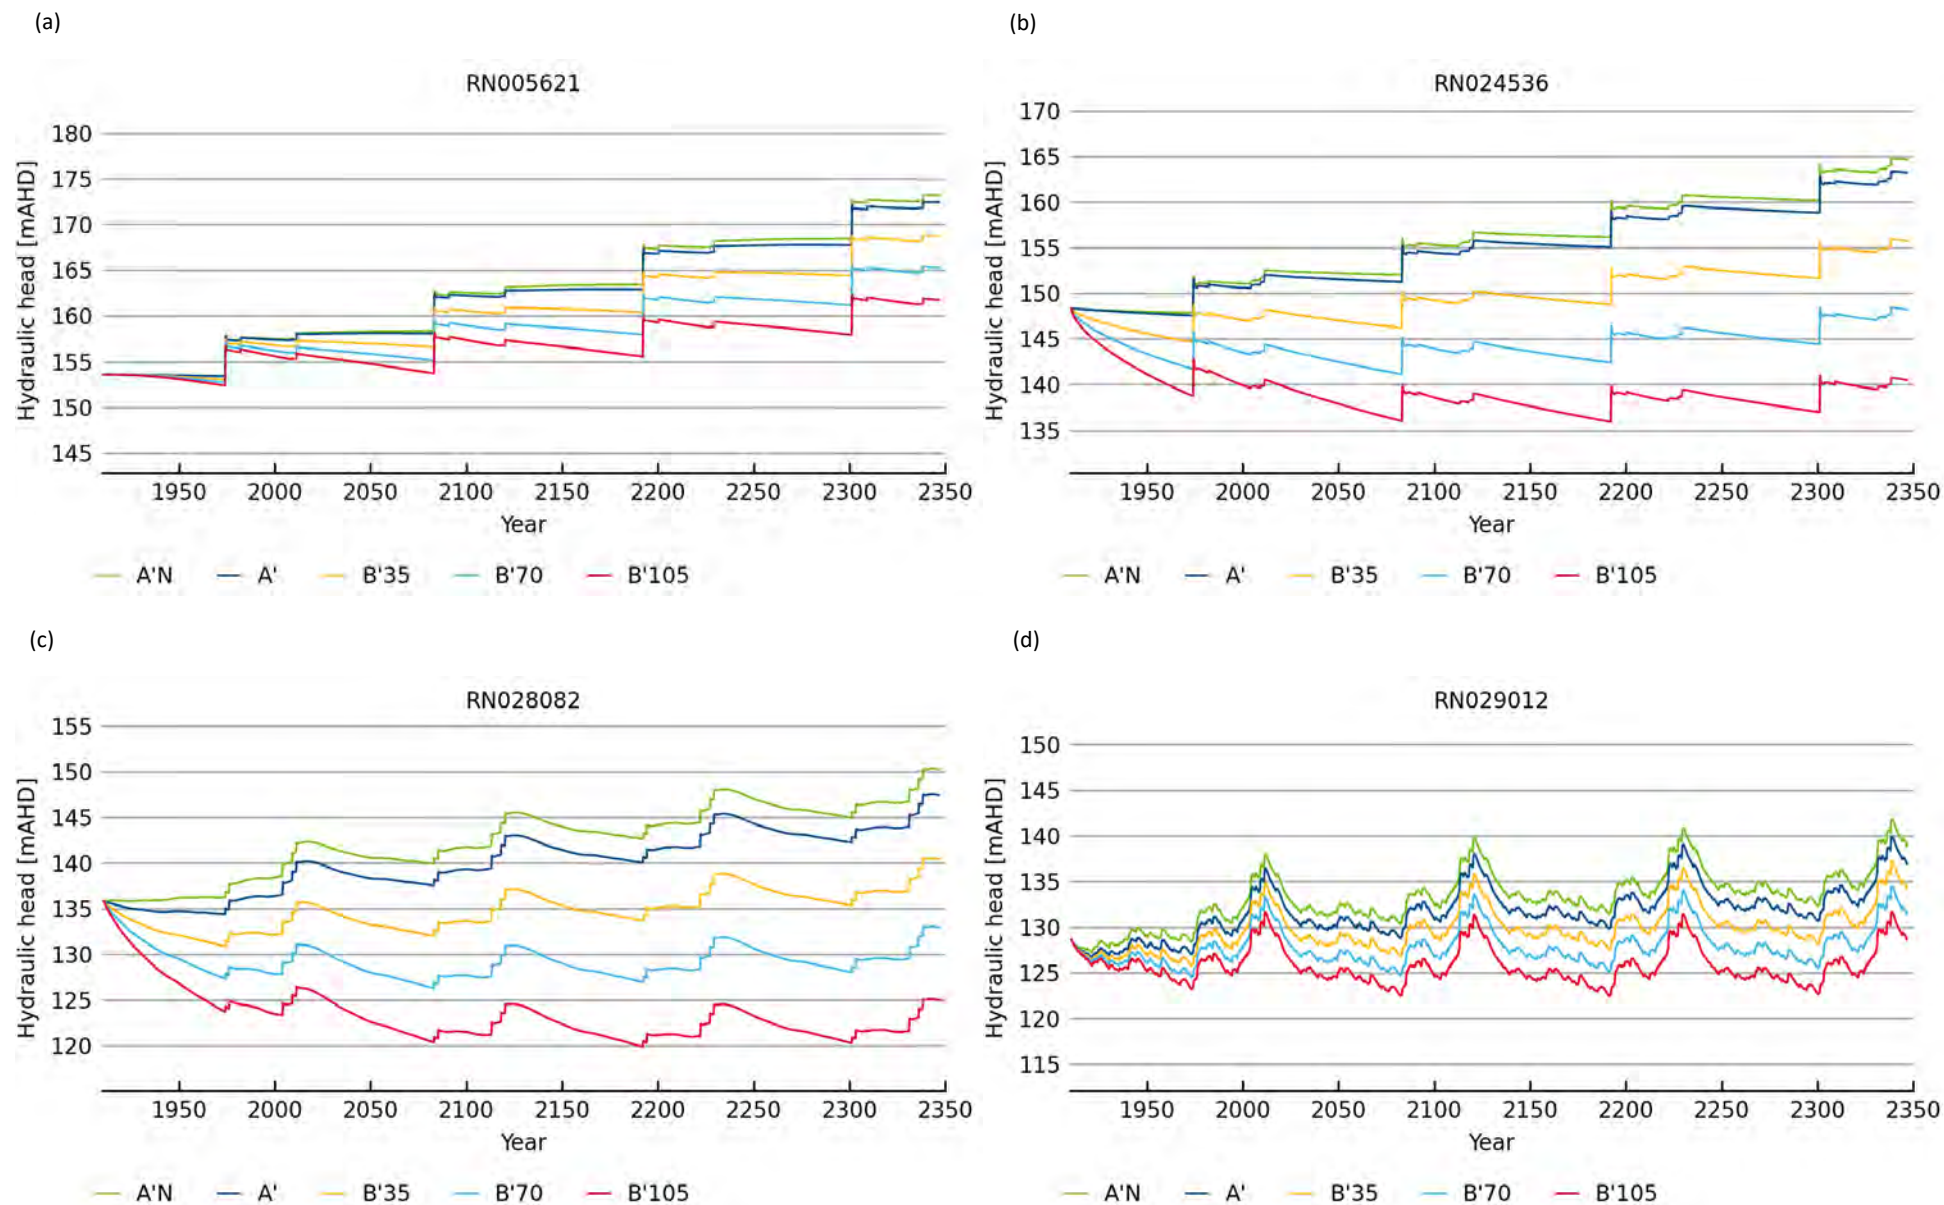 (a)
RN005621
Hydraulic head [mAHD]
180
175
170
165
160
155
150
145
1950 2000 2050 2100 2150 2200 2250 2300 2350
Year
A'N A' B'35 B'70 B'105
(b)
RN024536
Hydraulic head [mAHD]
170
165
160
155
150
145
140
135
1950 2000 2050 2100 2150 2200 2250 2300 2350
Year
A'N A' B'35 B'70 B'105
(c)
RN028082
Hydraulic head [mAHD]
155
150
145
140
135
130
125
120
1950 2000 2050 2100 2150 2200 2250 2300 2350
Year
A'N A' B'35 B'70 B'105
(d)
RN029012
Hydraulic head [mAHD]
150
145
140
135
130
125
120
115
1950 2000 2050 2100 2150 2200 2250 2300 2350
Year
A'N A' B'35 B'70 B'105